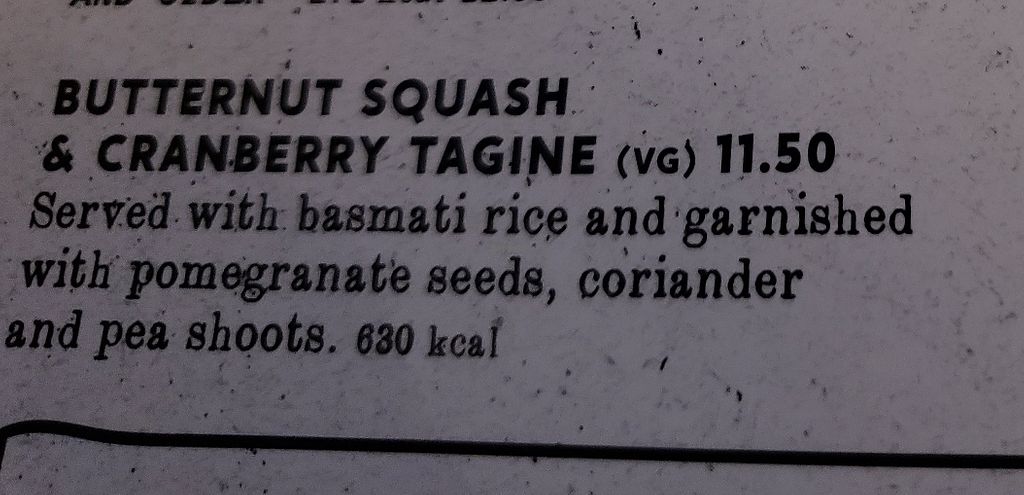 BUTTERNUT SQUASH
& CRANBERRY TAGINE (VG) 11.50
Served with basmati rice and garnished
with pomegranate seeds, coriander
and pea shoots. 630 kcal